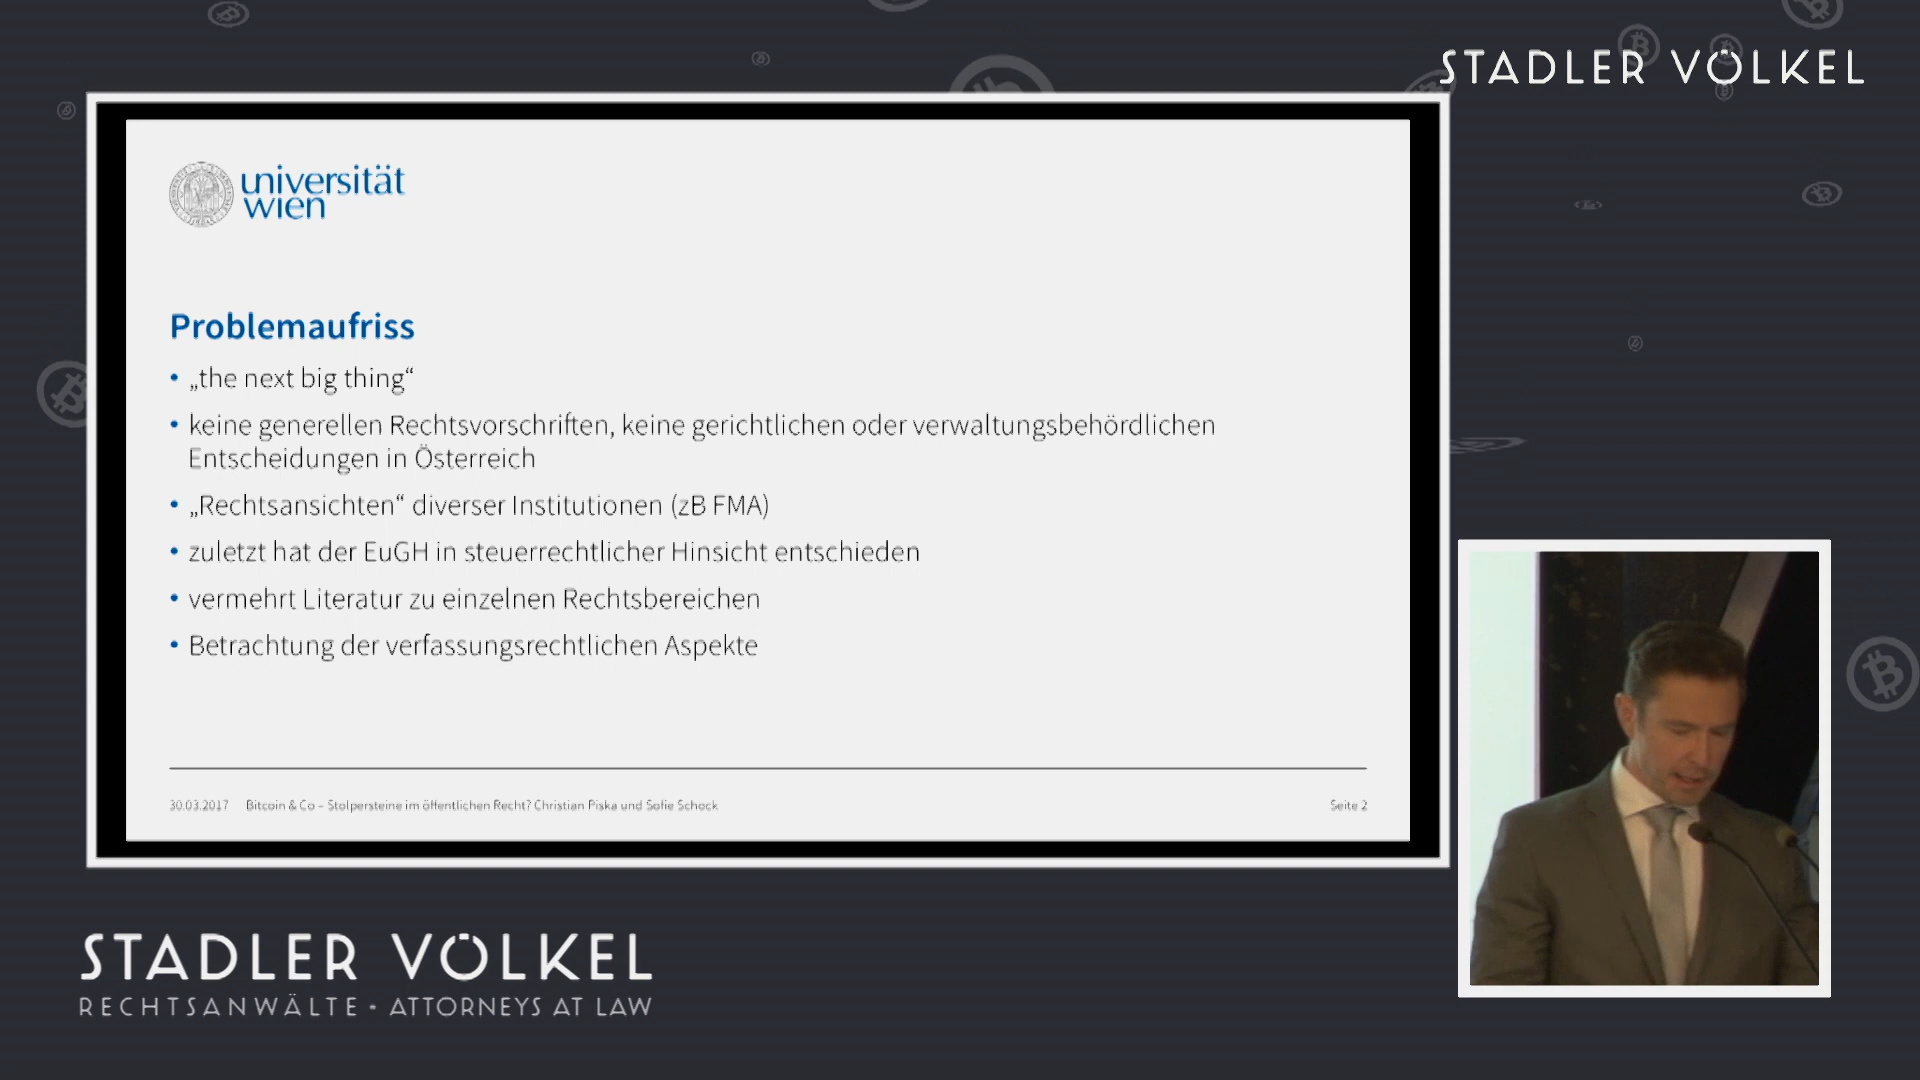 STADLER VÖLKEL
universität
wien
Problemaufriss
• „the next big thing“
• keine generellen Rechtsvorschriften, keine gerichtlichen oder verwaltungsbehördlichen
Entscheidungen in Österreich
• „Rechtsansichten“ diverser Institutionen (zB FMA)
• zuletzt hat der EuGH in steuerrechtlicher Hinsicht entschieden
• vermehrt Literatur zu einzelnen Rechtsbereichen
• Betrachtung der verfassungsrechtlichen Aspekte
30.03.2017 Bitcoin & Co – Stolpersteine im öffentlichen Recht? Christian Piska und Sofie Schock Seite 2
STADLER VÖLKEL
RECHTSANWÄLTE • ATTORNEYS AT LAW